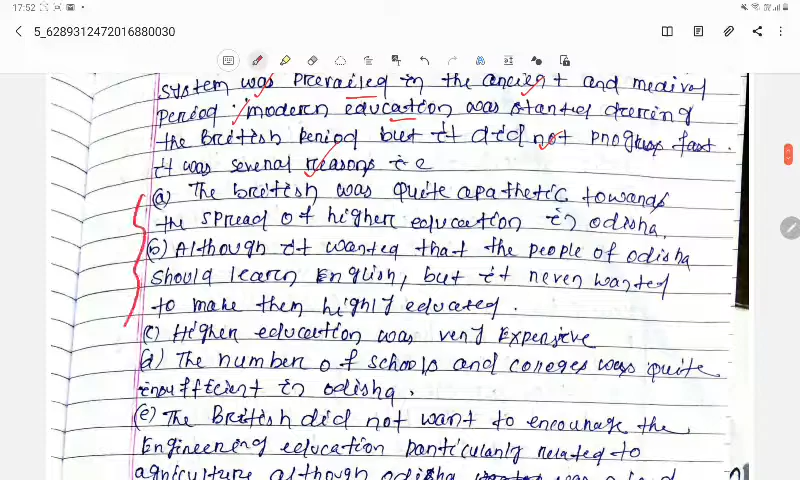 17:52
5_6289312472016880030
system was prevailed in the ancient and medival
period. modern education was started during
the British period but it did not progress fast.
it was several reasons i e
(a) The british was quite apathetic towards
the spread of higher education in odisha.
(b) Although it wanted that the people of odisha
should learn English, but it never wanted
to make them highly educated.
(c) Higher education was very Expensive
(d) The number of schools and colleges was quite
insufficient in odisha.
(e) The British did not want to encourage the
Engineering education particularly related to
agriculture although odisha was a